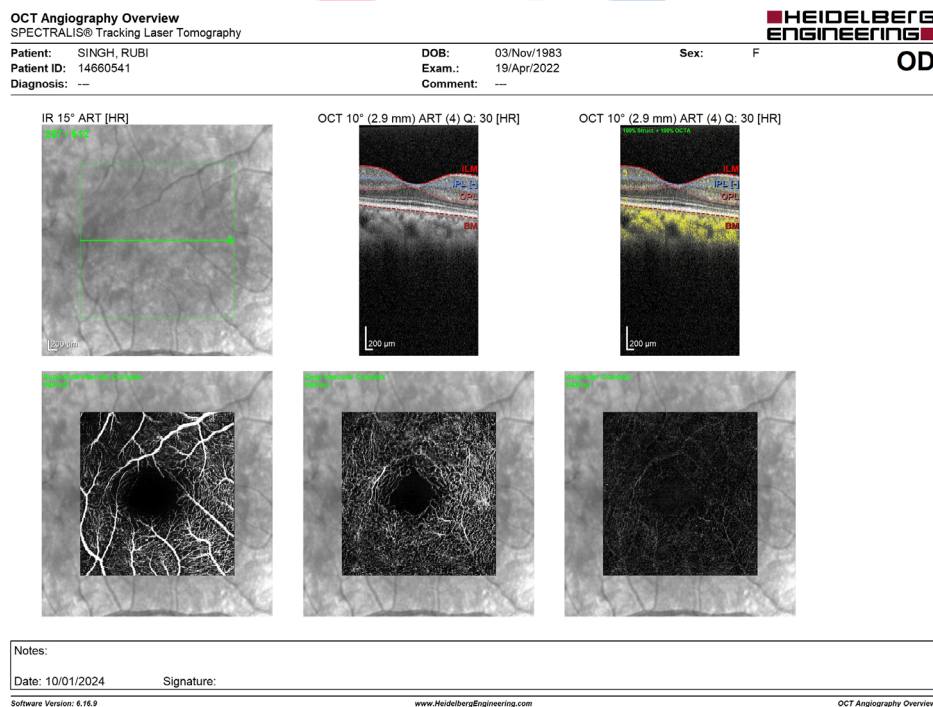 OCT Angiography Overview
SPECTRALIS® Tracking Laser Tomography
HEIDELBERG
ENGINEERING
Patient: SINGH, RUBI DOB: 03/Nov/1983 Sex: F
Patient ID: 14660541 Exam.: 19/Apr/2022
Diagnosis: --- Comment: ---
OD
IR 15° ART [HR] OCT 10° (2.9 mm) ART (4) Q: 30 [HR] OCT 10° (2.9 mm) ART (4) Q: 30 [HR]
100% Struct. + 100% OCTA
ILM ILM
IPL [-] IPL [-]
OPL OPL
BM BM
200 µm 200 µm 200 µm
Deep Vascular Complex
Notes:
Date: 10/01/2024 Signature:
Software Version: 6.16.9 www.HeidelbergEngineering.com OCT Angiography Overview